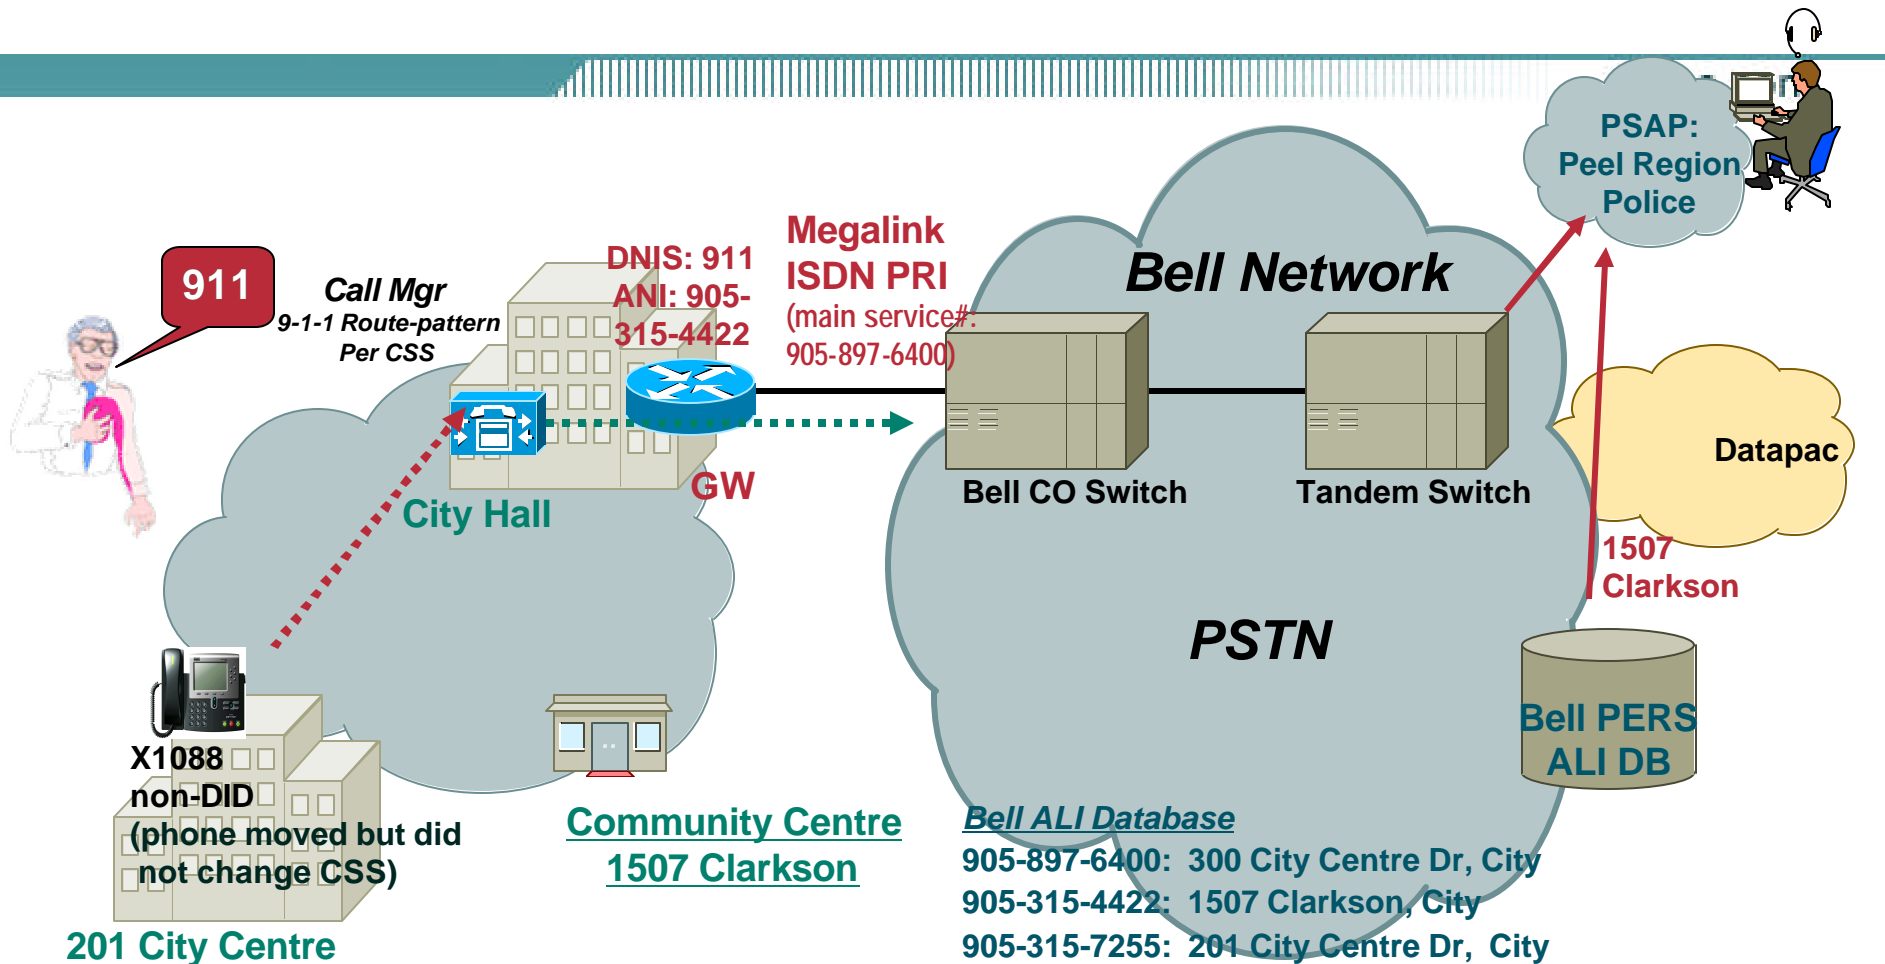 PSAP:
Peel Region
Police
911
Call Mgr
9-1-1 Route-pattern
Per CSS
DNIS: 911
ANI: 905-
315-4422
Megalink
ISDN PRI
(main service#:
905-897-6400)
Bell Network
GW
City Hall
Bell CO Switch
Tandem Switch
Datapac
1507
Clarkson
PSTN
Bell PERS
ALI DB
X1088
non-DID
(phone moved but did
not change CSS)
201 City Centre
Community Centre
1507 Clarkson
Bell ALI Database
905-897-6400: 300 City Centre Dr, City
905-315-4422: 1507 Clarkson, City
905-315-7255: 201 City Centre Dr, City